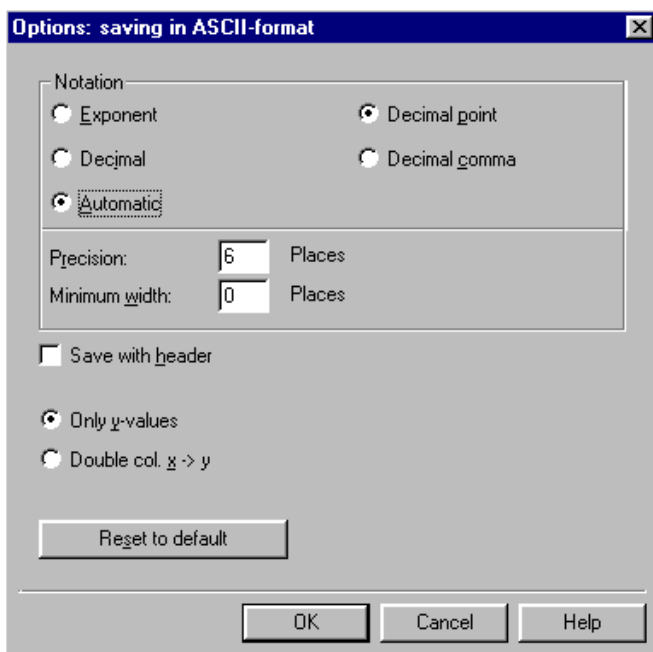 Options: saving in ASCII-format
Notation
Exponent
Decimal point
Decimal
Decimal comma
Automatic
Precision: 6 Places
Minimum width: 0 Places
Save with header
Only y-values
Double col. x -> y
Reset to default
OK Cancel Help